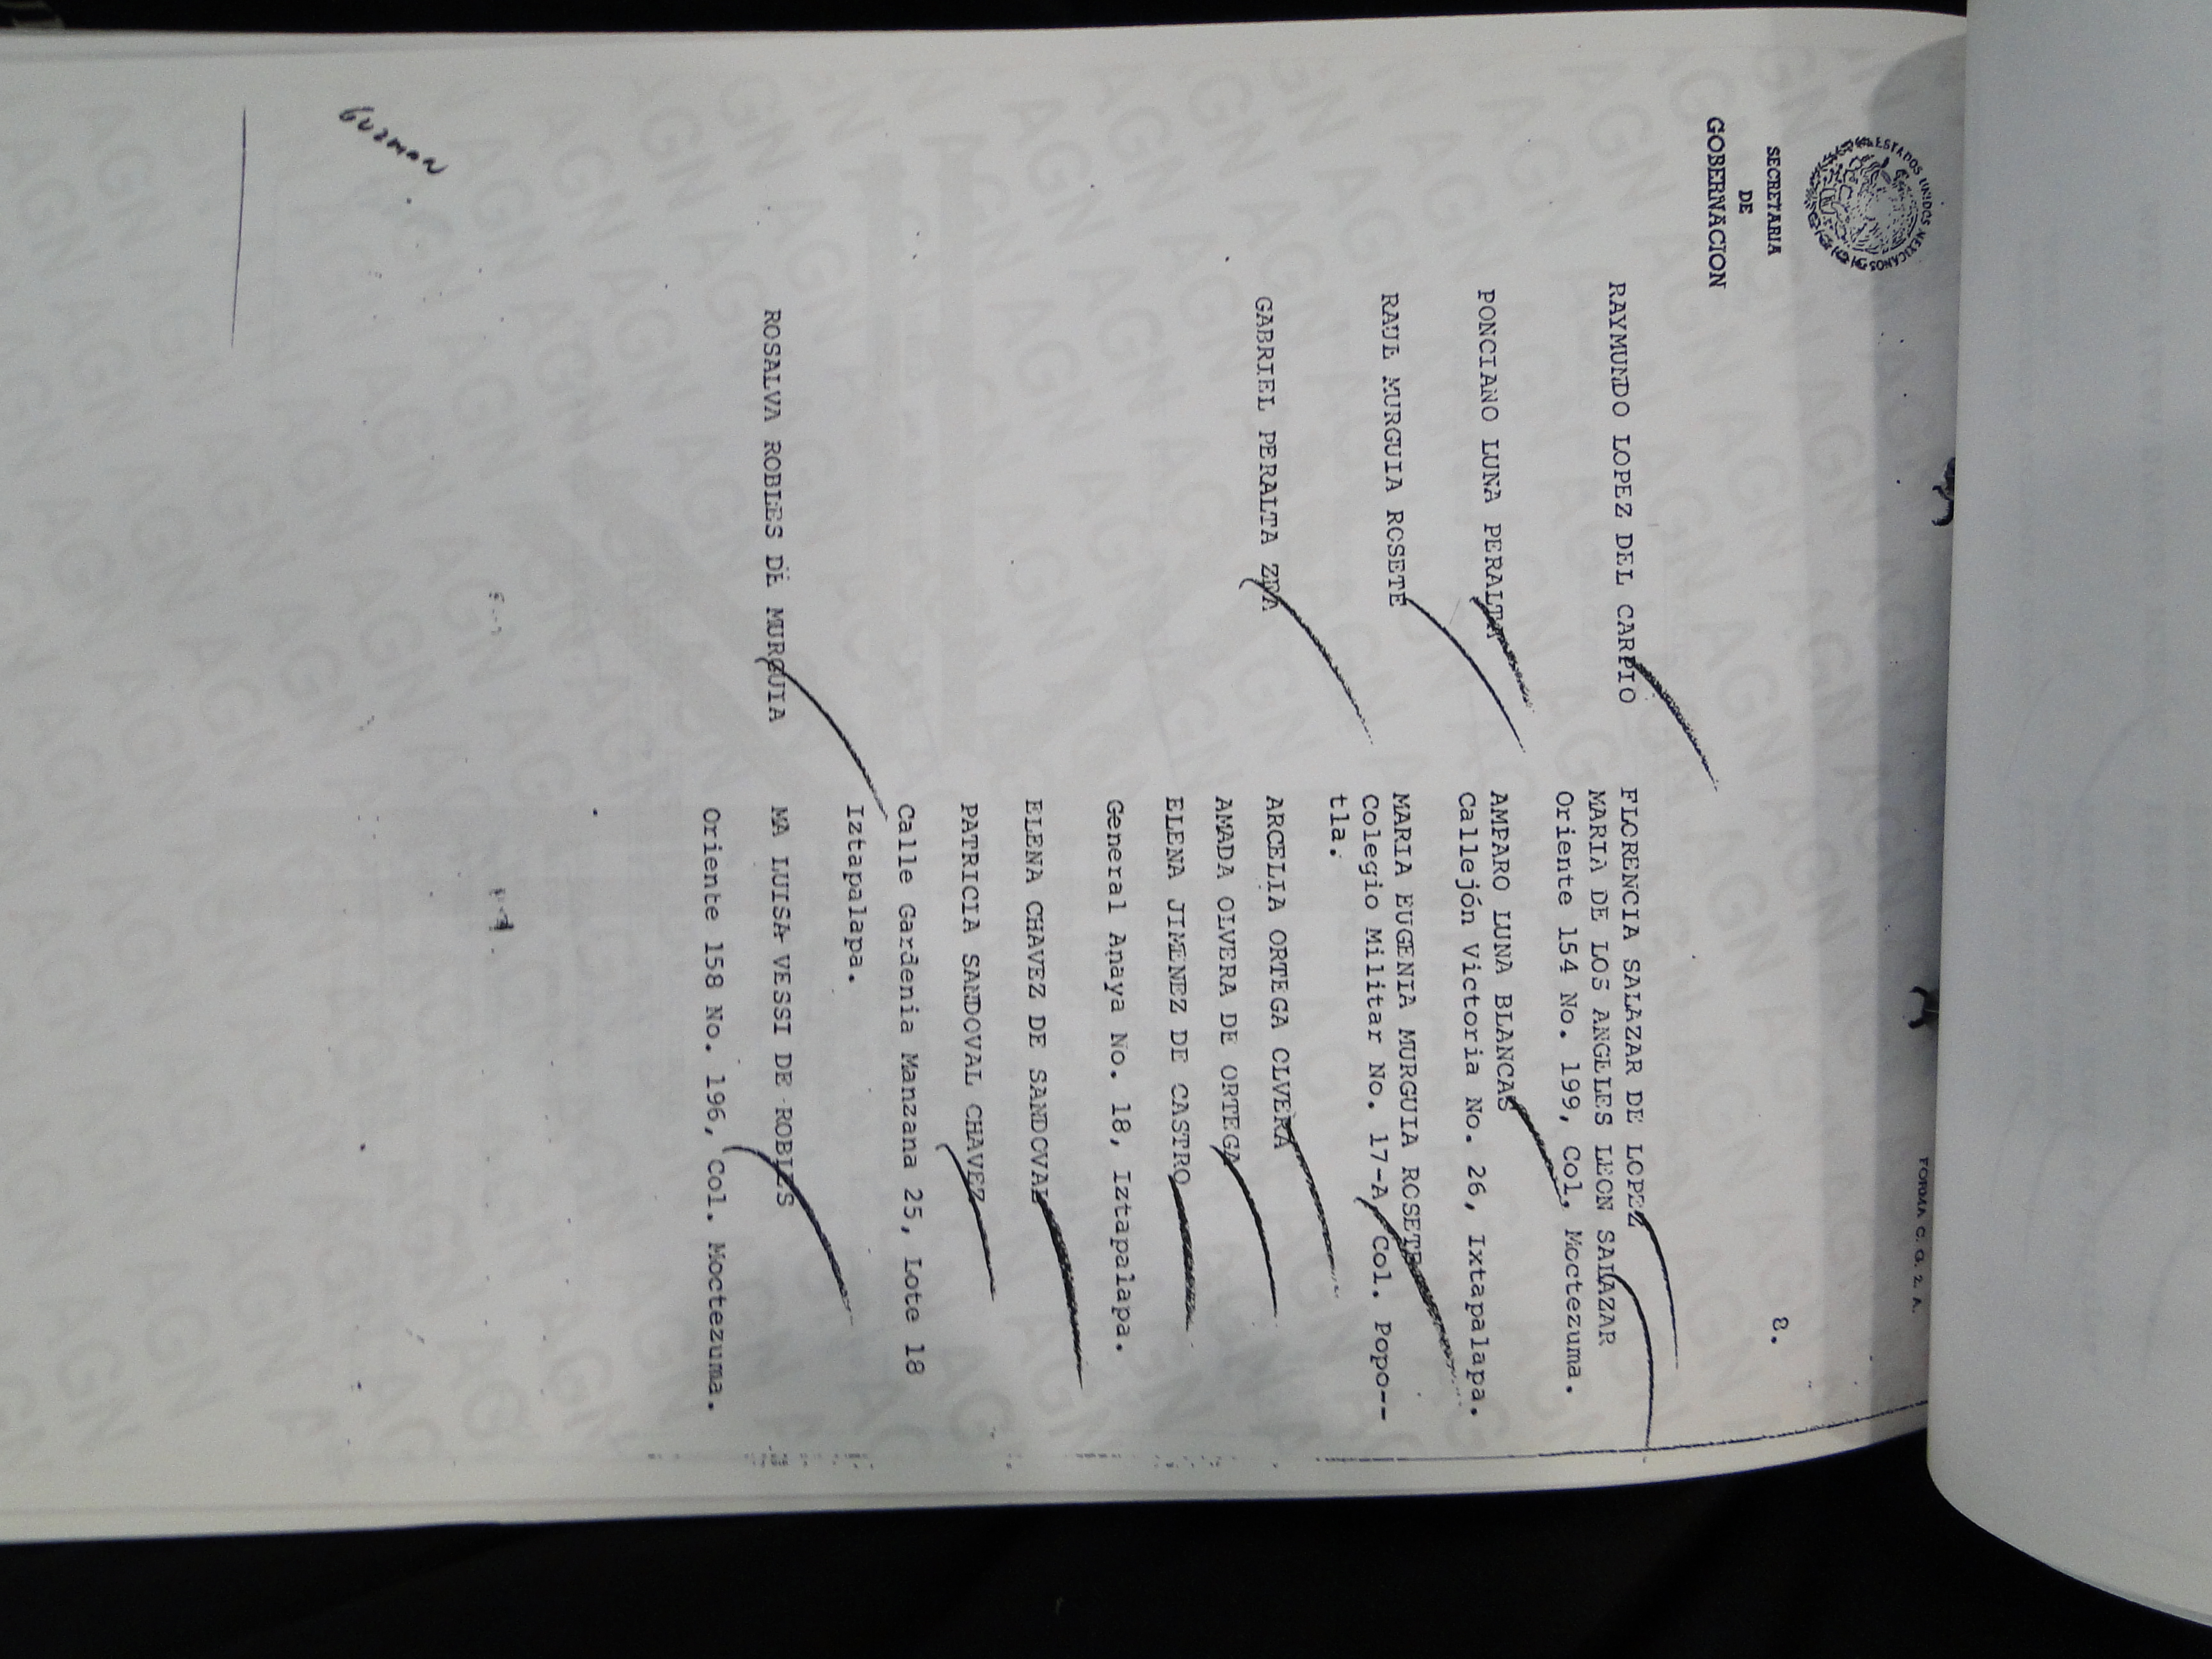 FORMA C. G. 2. A.
ESTADOS UNIDOS MEXICANOS
SECRETARIA
DE
GOBERNACION
8.
RAYMUNDO LOPEZ DEL CARPIO
FLORENCIA SALAZAR DE LOPEZ
MARIA DE LOS ANGELES LEON SALAZAR
Oriente 154 No. 199, Col. Moctezuma.
PONCIANO LUNA PERALTA
AMPARO LUNA BLANCAS
Callejón Victoria No. 26, Ixtapalapa.
RAUL MURGUIA ROSETE
MARIA EUGENIA MURGUIA ROSETE
Colegio Militar No. 17-A, Col. Popo--
tla.
GABRIEL PERALTA ZEA
ARCELIA ORTEGA OLVERA
AMADA OLVERA DE ORTEGA
ELENA JIMENEZ DE CASTRO
General Anaya No. 18, Iztapalapa.
ELENA CHAVEZ DE SANDOVAL
PATRICIA SANDOVAL CHAVEZ
Calle Gardenia Manzana 25, Lote 18
Iztapalapa.
ROSALVA ROBLES DE MURGUIA
MA LUISA VESSI DE ROBLES
Oriente 158 No. 196, Col. Moctezuma.
Guzman